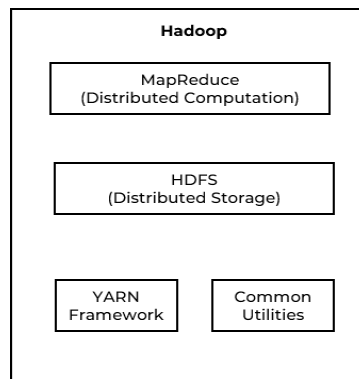 Hadoop
MapReduce
(Distributed Computation)
HDFS
(Distributed Storage)
YARN
Framework
Common
Utilities